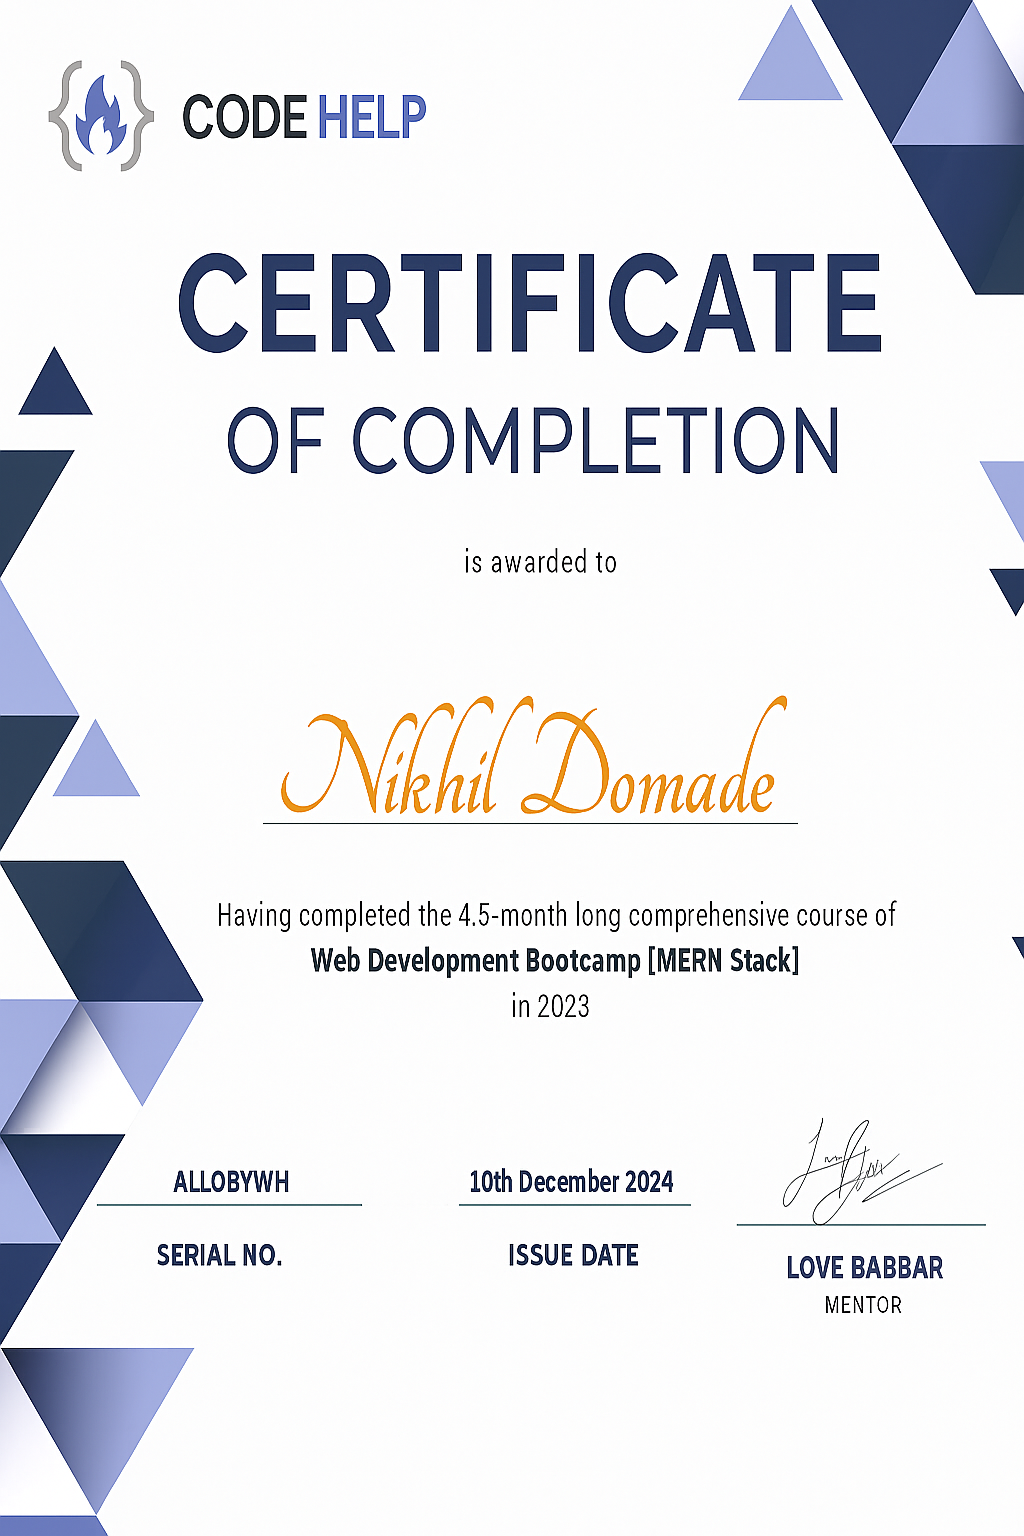 CODE HELP
CERTIFICATE
OF COMPLETION
is awarded to
Nikhil Domade
Having completed the 4.5-month long comprehensive course of
Web Development Bootcamp [MERN Stack]
in 2023
ALLOBYWH
SERIAL NO.
10th December 2024
ISSUE DATE
LOVE BABBAR
MENTOR